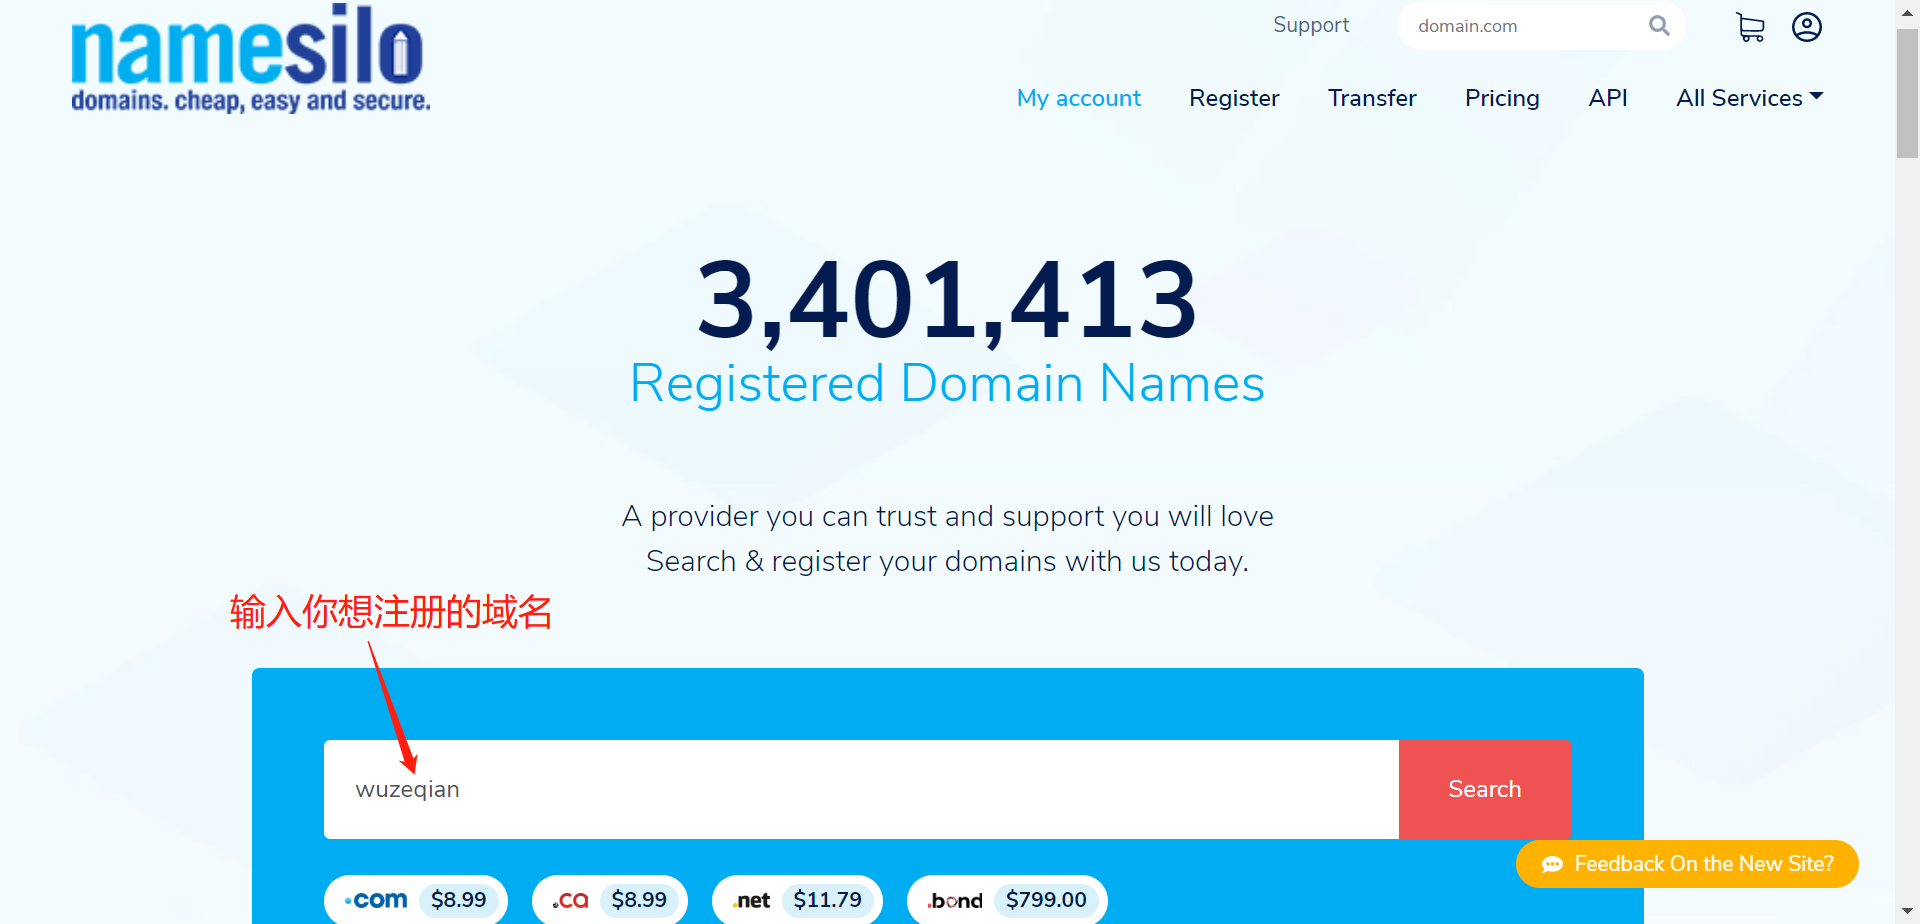 namesilo
domains. cheap, easy and secure.
Support
domain.com
My account
Register
Transfer
Pricing
API
All Services
3,401,413
Registered Domain Names
A provider you can trust and support you will love
Search & register your domains with us today.
输入你想注册的域名
wuzeqian
Search
Feedback On the New Site?
.com $8.99
.ca $8.99
.net $11.79
.bond $799.00